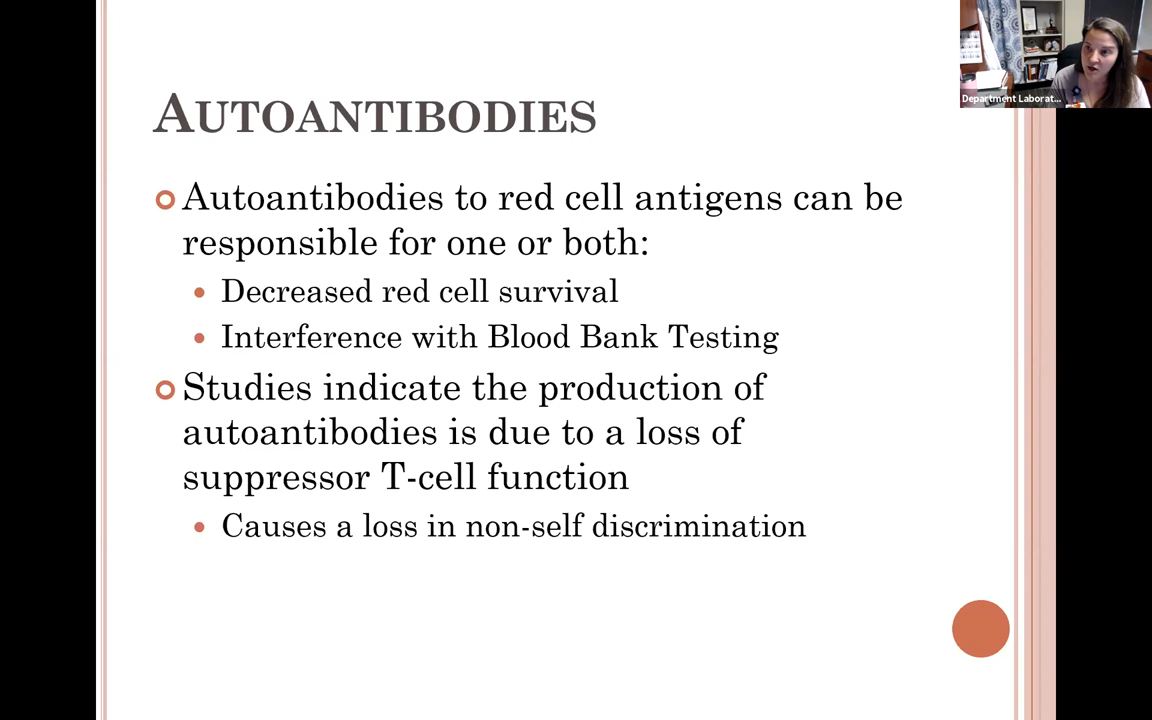 AUTOANTIBODIES
Autoantibodies to red cell antigens can be
responsible for one or both:
Decreased red cell survival
Interference with Blood Bank Testing
Studies indicate the production of
autoantibodies is due to a loss of
suppressor T-cell function
Causes a loss in non-self discrimination
Department Laborat...